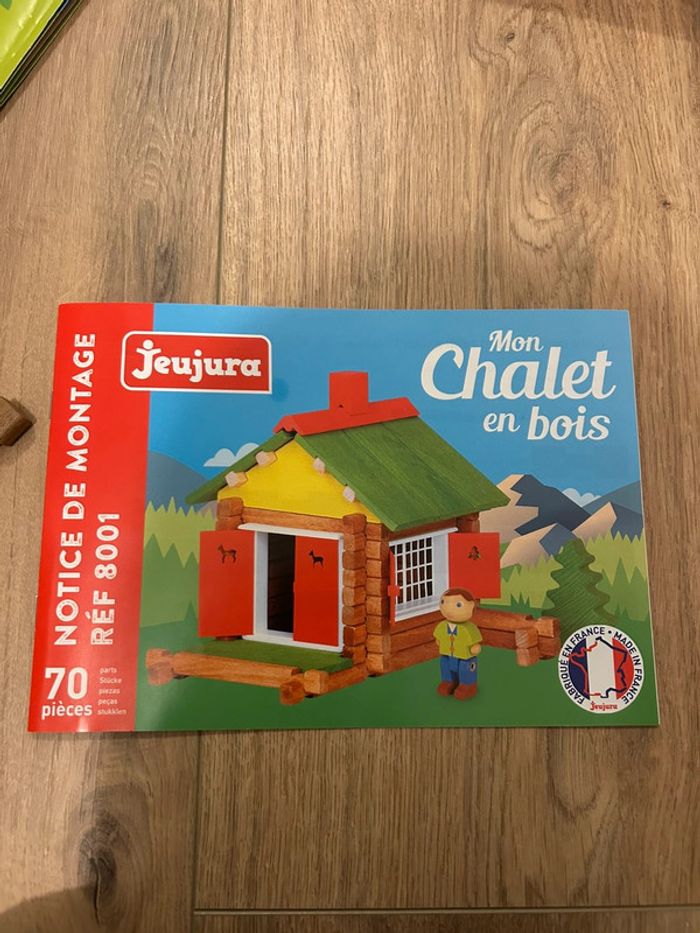 NOTICE DE MONTAGE
RÉF 8001
70
pièces
parts
Stücke
piezas
peças
stukklen
Jeujura
Mon
Chalet
en bois
FABRIQUÉ EN FRANCE • MADE IN FRANCE •
Jeujura